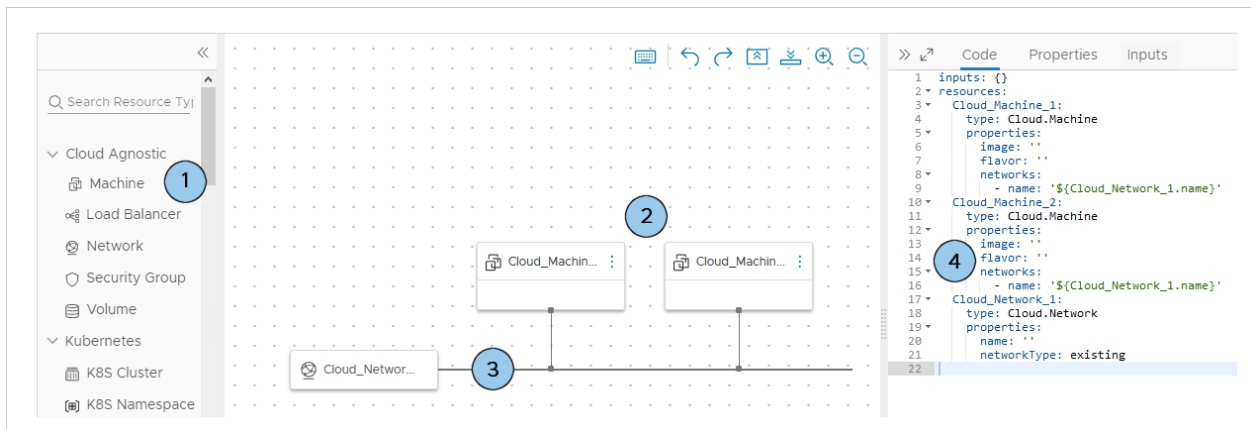 Search Resource Ty
Cloud Agnostic
Machine
1
Load Balancer
Network
Security Group
Volume
Kubernetes
K8S Cluster
K8S Namespace
2
Cloud_Machin...
Cloud_Machin...
Cloud_Networ...
3
Code Properties Inputs
1 inputs: {}
2 resources:
3 Cloud_Machine_1:
4 type: Cloud.Machine
5 properties:
6 image: ''
7 flavor: ''
8 networks:
9 - name: '${Cloud_Network_1.name}'
10 Cloud_Machine_2:
11 type: Cloud.Machine
12 properties:
13 image: ''
14 flavor: ''
15 networks:
16 - name: '${Cloud_Network_1.name}'
17 Cloud_Network_1:
18 type: Cloud.Network
19 properties:
20 name: ''
21 networkType: existing
22
4